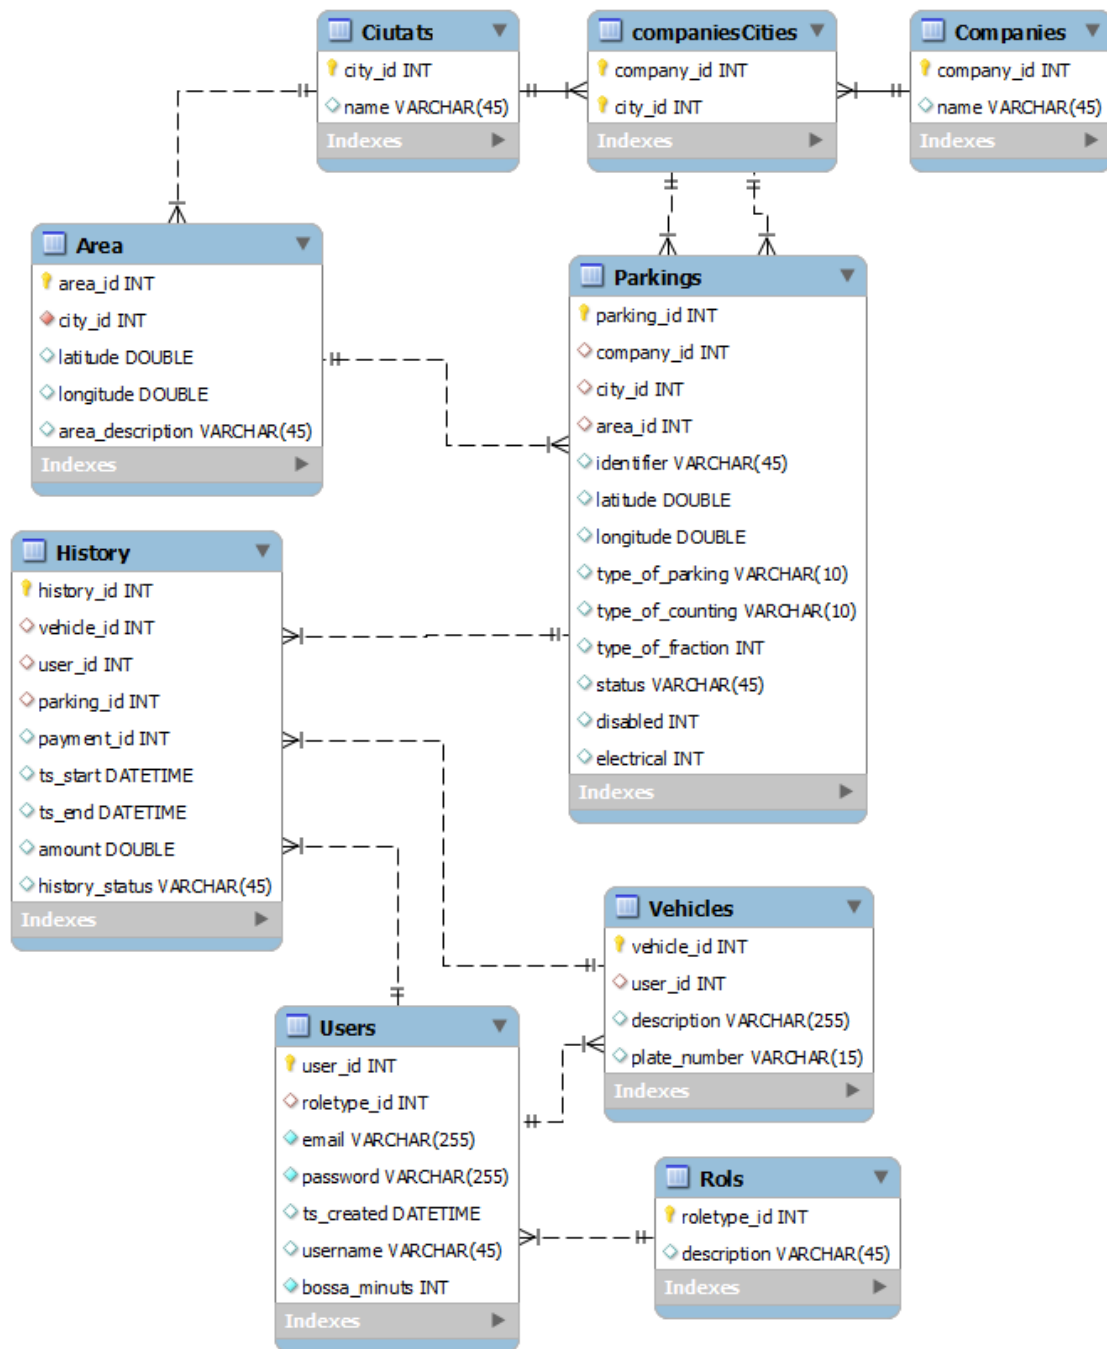 Ciutats
city_id INT
name VARCHAR(45)
Indexes
companiesCities
company_id INT
city_id INT
Indexes
Companies
company_id INT
name VARCHAR(45)
Indexes
Area
area_id INT
city_id INT
latitude DOUBLE
longitude DOUBLE
area_description VARCHAR(45)
Indexes
Parkings
parking_id INT
company_id INT
city_id INT
area_id INT
identifier VARCHAR(45)
latitude DOUBLE
longitude DOUBLE
type_of_parking VARCHAR(10)
type_of_counting VARCHAR(10)
type_of_fraction INT
status VARCHAR(45)
disabled INT
electrical INT
Indexes
History
history_id INT
vehicle_id INT
user_id INT
parking_id INT
payment_id INT
ts_start DATETIME
ts_end DATETIME
amount DOUBLE
history_status VARCHAR(45)
Indexes
Vehicles
vehicle_id INT
user_id INT
description VARCHAR(255)
plate_number VARCHAR(15)
Indexes
Users
user_id INT
roletype_id INT
email VARCHAR(255)
password VARCHAR(255)
ts_created DATETIME
username VARCHAR(45)
bossa_minuts INT
Indexes
Rols
roletype_id INT
description VARCHAR(45)
Indexes